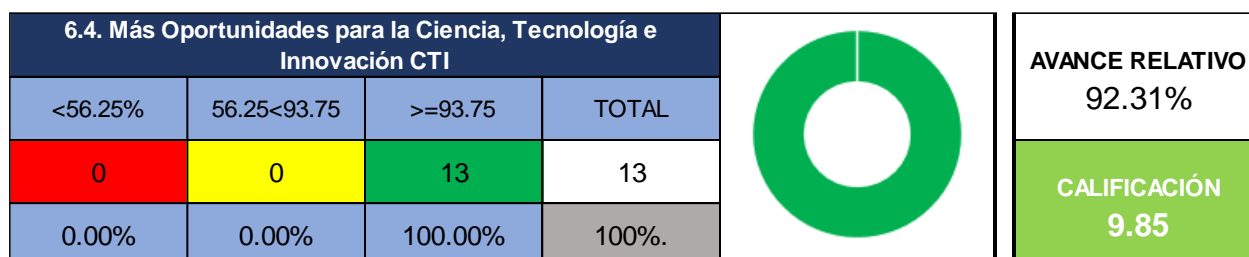 6.4. Más Oportunidades para la Ciencia, Tecnología e
Innovación CTI
<56.25% 56.25<93.75 >=93.75 TOTAL
0 0 13 13
0.00% 0.00% 100.00% 100%.
AVANCE RELATIVO
92.31%
CALIFICACIÓN
9.85